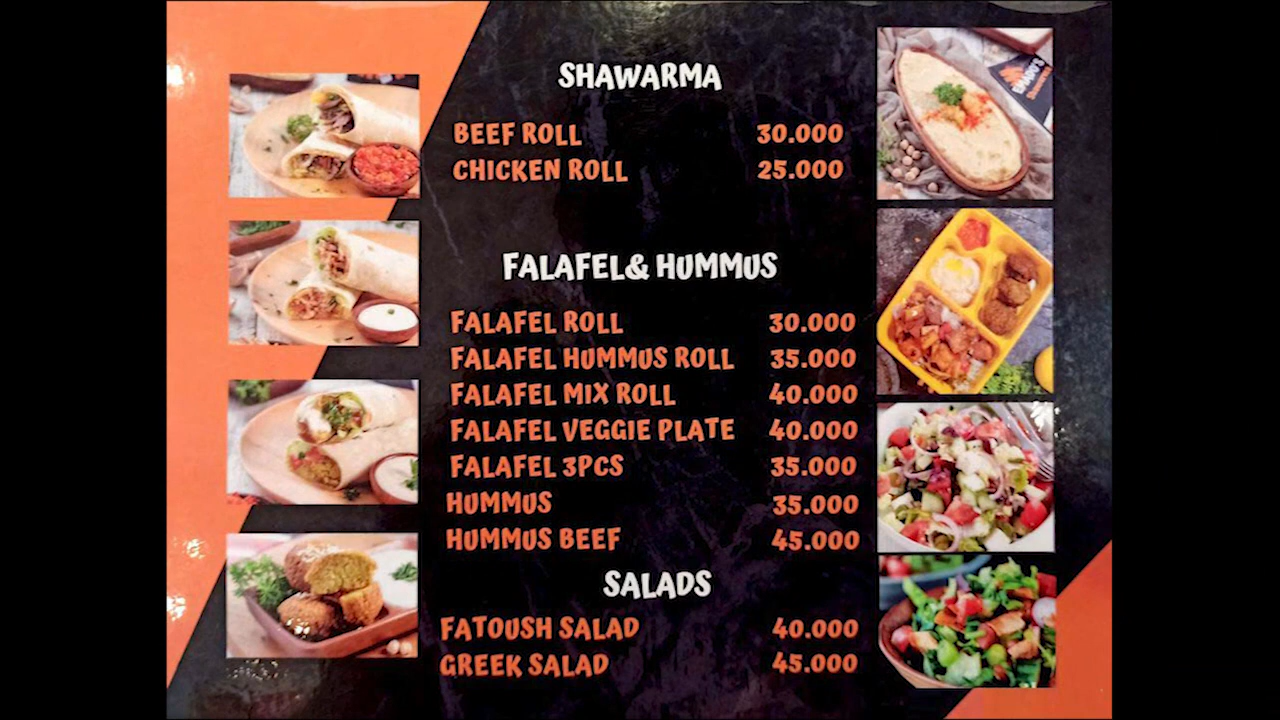 SHAWARMA
BEEF ROLL 30.000
CHICKEN ROLL 25.000
FALAFEL& HUMMUS
FALAFEL ROLL 30.000
FALAFEL HUMMUS ROLL 35.000
FALAFEL MIX ROLL 40.000
FALAFEL VEGGIE PLATE 40.000
FALAFEL 3PCS 35.000
HUMMUS 35.000
HUMMUS BEEF 45.000
SALADS
FATOUSH SALAD 40.000
GREEK SALAD 45.000